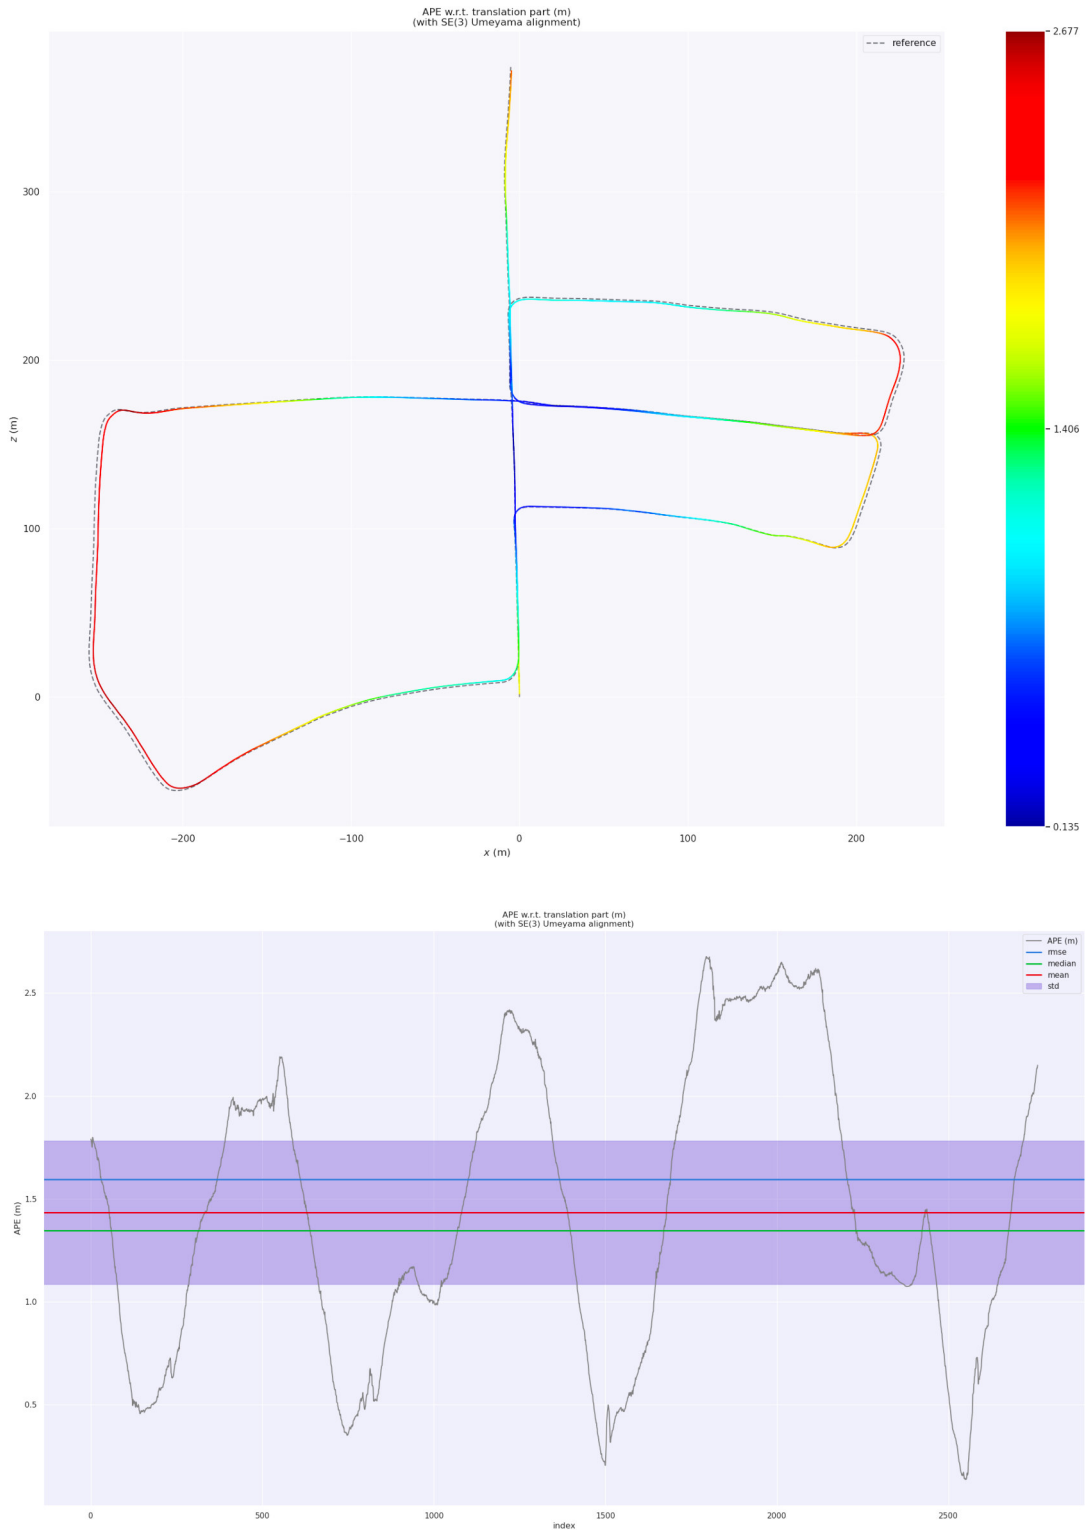 APE w.r.t. translation part (m)
(with SE(3) Umeyama alignment)
reference
2.677
1.406
0.135
300
200
100
0
z (m)
−200
−100
0
100
200
x (m)
APE w.r.t. translation part (m)
(with SE(3) Umeyama alignment)
APE (m)
rmse
median
mean
std
2.5
2.0
1.5
1.0
0.5
APE (m)
0
500
1000
1500
2000
2500
index